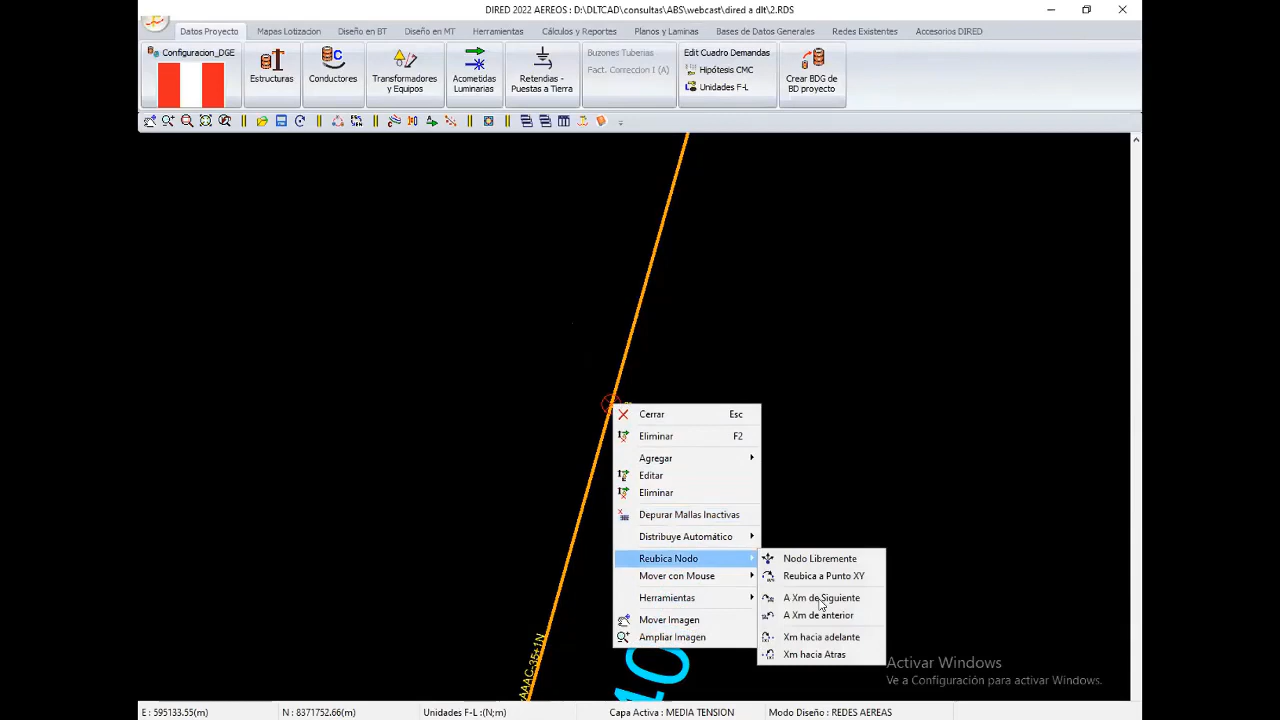 DIRED 2022 AEREOS : D:\DLTCAD\consultas\ABS\webcast\dired a dlt\2.RDS
Datos Proyecto Mapas Lotizacion Diseño en BT Diseño en MT Herramientas Cálculos y Reportes Planos y Laminas Bases de Datos Generales Redes Existentes Accesorios DIRED
Configuracion_DGE
Estructuras
Conductores
Transformadores
y Equipos
Acometidas
Luminarias
Retendias -
Puestas a Tierra
Buzones Tuberias
Fact. Correccion I (A)
Edit Cuadro Demandas
Hipótesis CMC
Unidades F-L
Crear BDG de
BD proyecto
Cerrar Esc
Eliminar F2
Agregar
Editar
Eliminar
Depurar Mallas Inactivas
Distribuye Automático
Reubica Nodo
Mover con Mouse
Herramientas
Mover Imagen
Ampliar Imagen
Nodo Libremente
Reubica a Punto XY
A Xm de Siguiente
A Xm de anterior
Xm hacia adelante
Xm hacia Atras
AAAC-35+1N
40
Activar Windows
Ve a Configuración para activar Windows.
E : 595133.55(m) N : 8371752.66(m) Unidades F-L :(N;m) Capa Activa : MEDIA TENSION Modo Diseño : REDES AEREAS